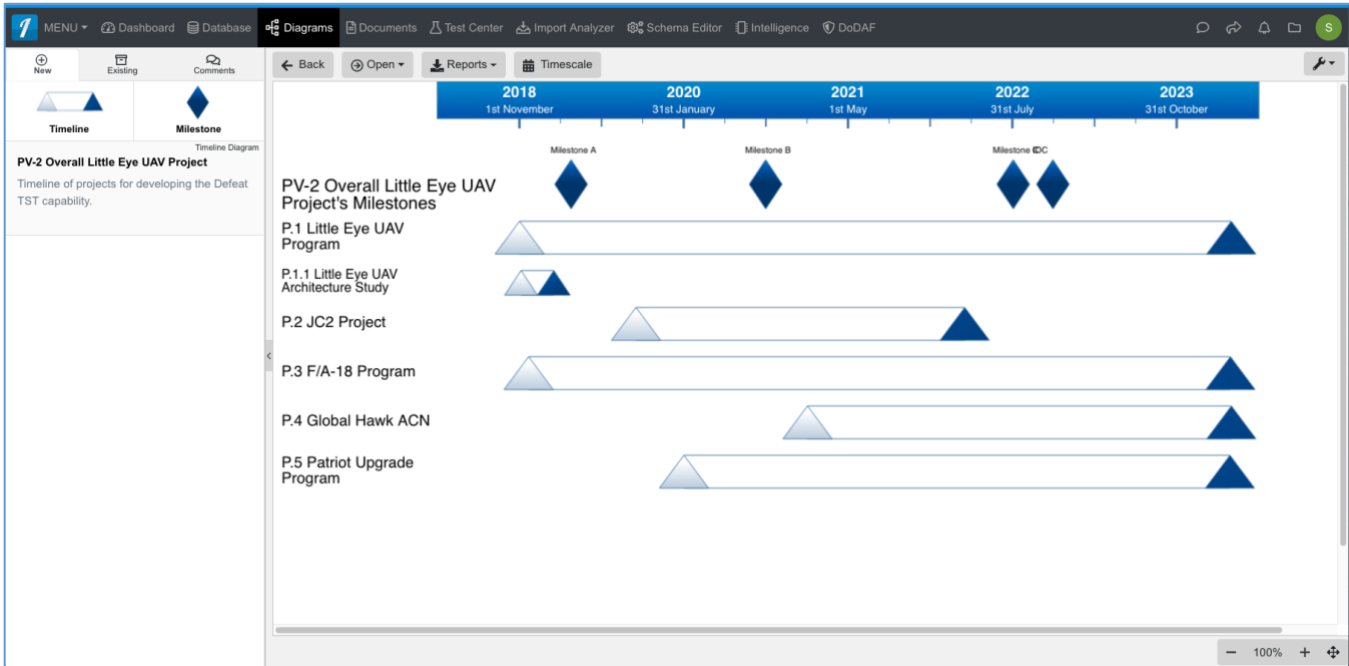 MENU Dashboard Database Diagrams Documents Test Center Import Analyzer Schema Editor Intelligence DoDAF S
New Existing Comments
Back Open Reports Timescale
Timeline Milestone
Timeline Diagram
PV-2 Overall Little Eye UAV Project
Timeline of projects for developing the Defeat
TST capability.
2018 2020 2021 2022 2023
1st November 31st January 1st May 31st July 31st October
Milestone A Milestone B Milestone
PV-2 Overall Little Eye UAV
Project's Milestones
P.1 Little Eye UAV
Program
P.1.1 Little Eye UAV
Architecture Study
P.2 JC2 Project
P.3 F/A-18 Program
P.4 Global Hawk ACN
P.5 Patriot Upgrade
Program
100%